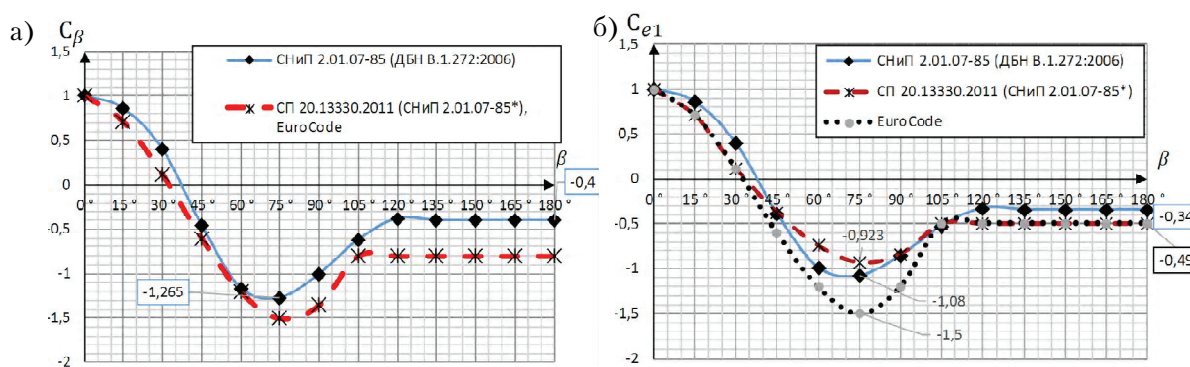 а)
Cβ
1,5
1
0,5
0
-0,5
-1
-1,5
-2
СНиП 2.01.07-85 (ДБН В.1.272:2006)
СП 20.13330.2011 (СНиП 2.01.07-85*),
EuroCode
β
0° 15° 30° 45° 60° 75° 90° 105° 120° 135° 150° 165° 180°
-0,4
-1,265
б)
Ce1
1,5
1
0,5
0
-0,5
-1
-1,5
-2
СНиП 2.01.07-85 (ДБН В.1.272:2006)
СП 20.13330.2011 (СНиП 2.01.07-85*)
EuroCode
β
0° 15° 30° 45° 60° 75° 90° 105° 120° 135° 150° 165° 180°
-0,34
-0,49
-0,923
-1,08
-1,5